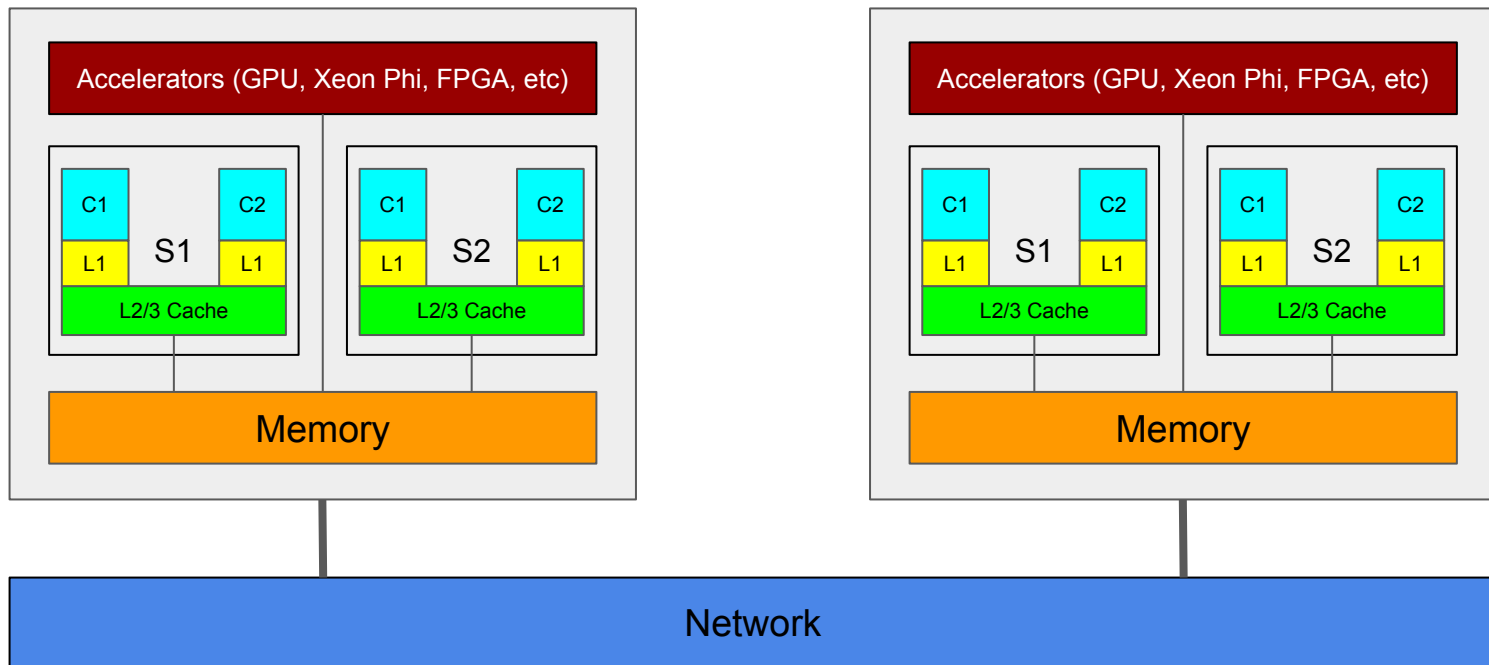 Accelerators (GPU, Xeon Phi, FPGA, etc)
C1
C2
S1
L1
L1
L2/3 Cache
C1
C2
S2
L1
L1
L2/3 Cache
Memory
Accelerators (GPU, Xeon Phi, FPGA, etc)
C1
C2
S1
L1
L1
L2/3 Cache
C1
C2
S2
L1
L1
L2/3 Cache
Memory
Network